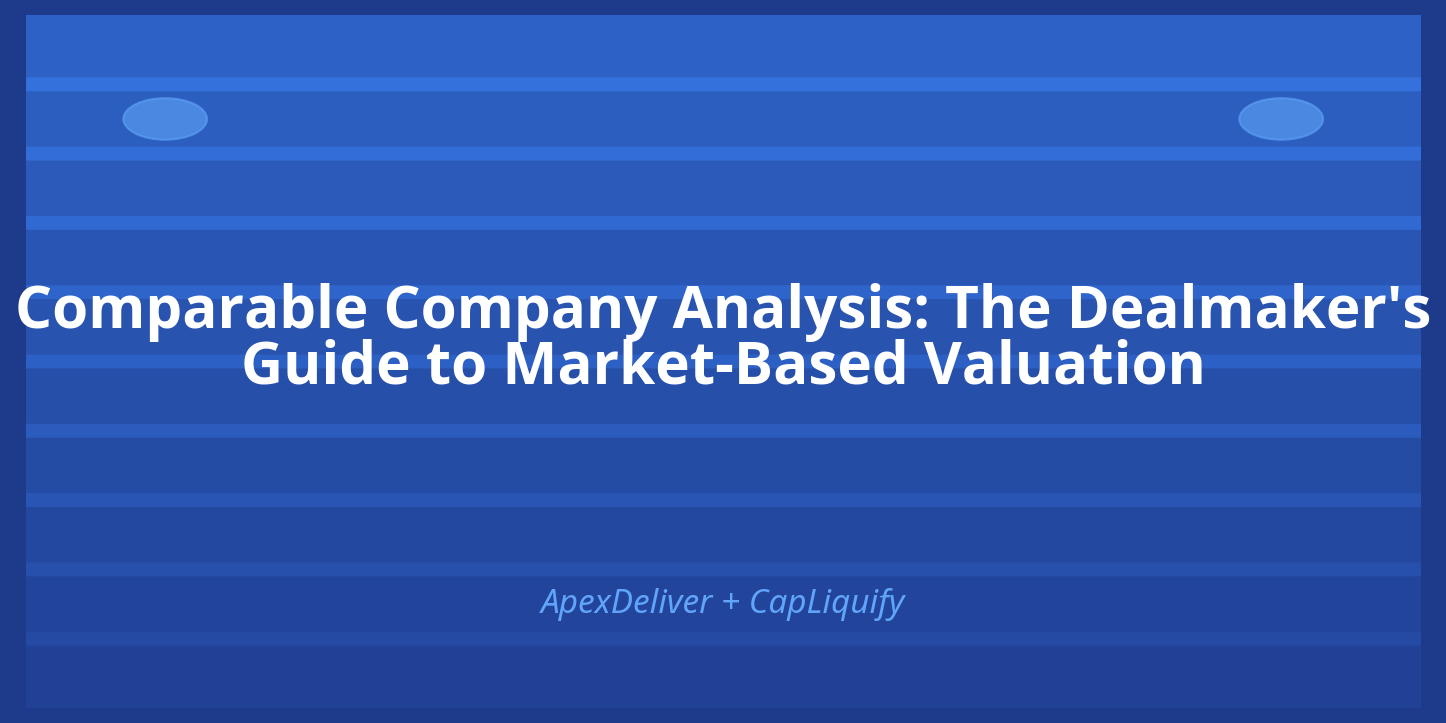 Comparable Company Analysis: The Dealmaker's
Guide to Market-Based Valuation
ApexDeliver + CapLiquify